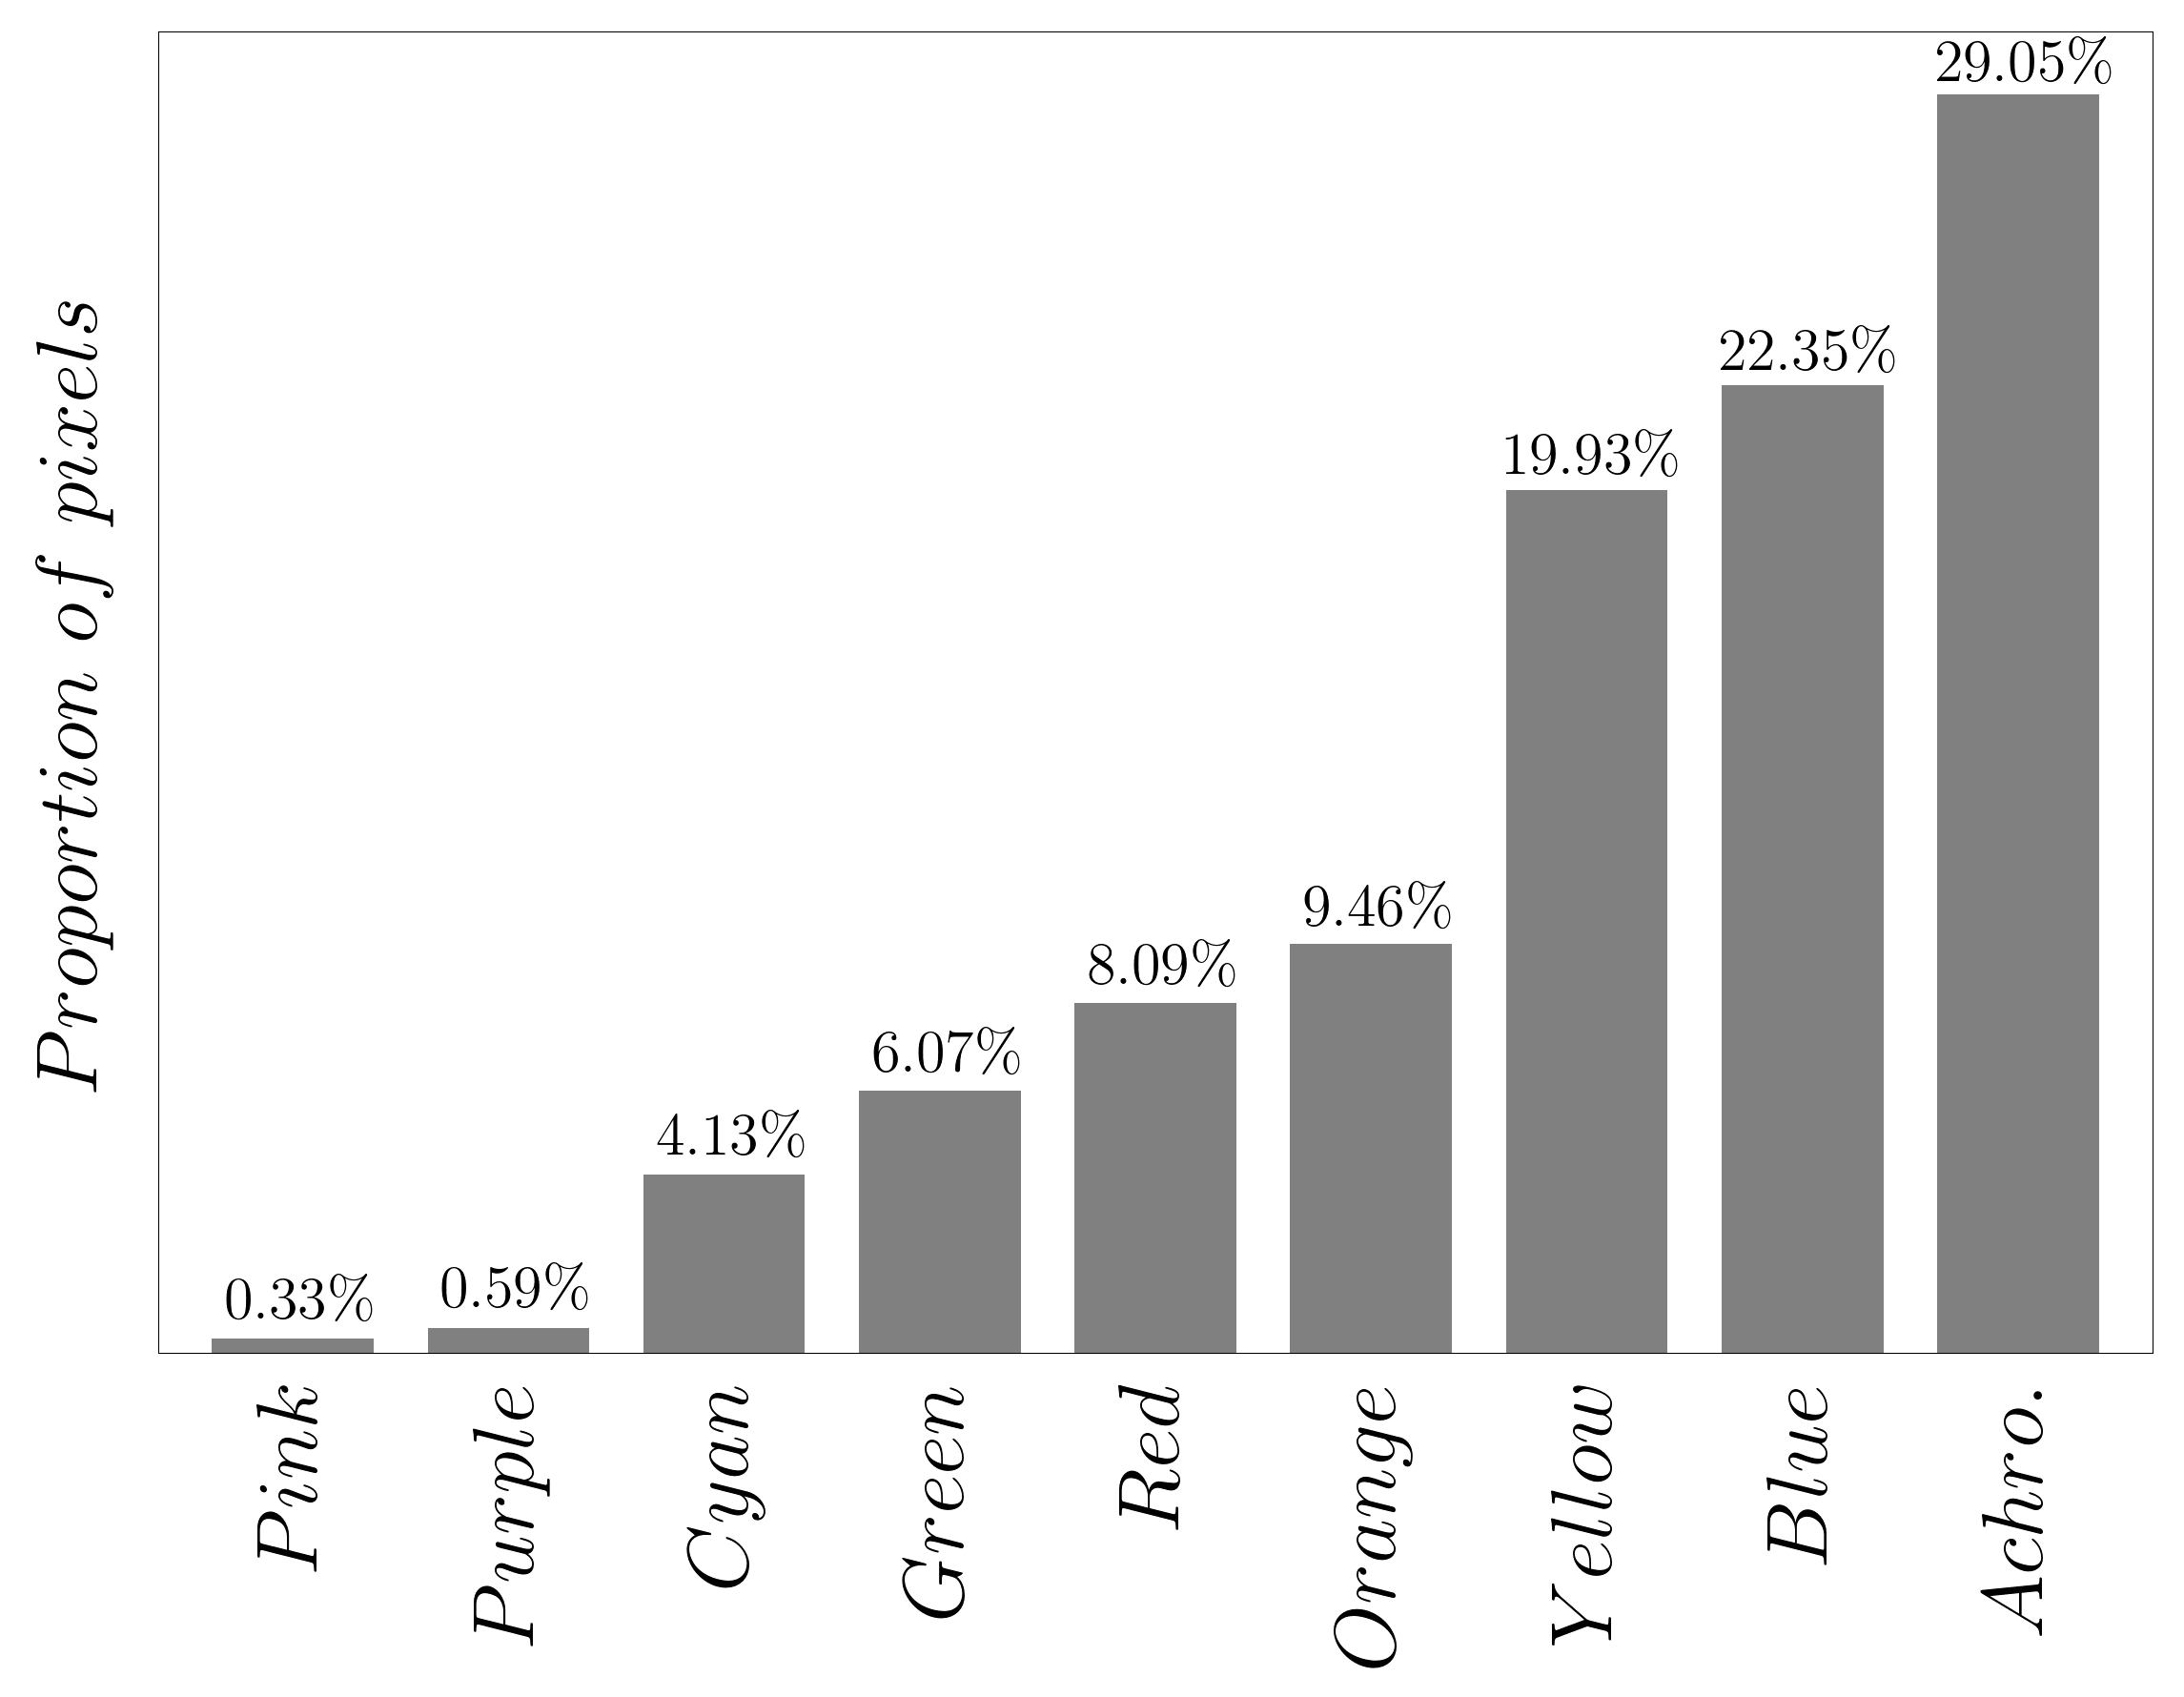 Proportion of pixels
0.33%
0.59%
4.13%
6.07%
8.09%
9.46%
19.93%
22.35%
29.05%
Pink
Purple
Cyan
Green
Red
Orange
Yellow
Blue
Achro.